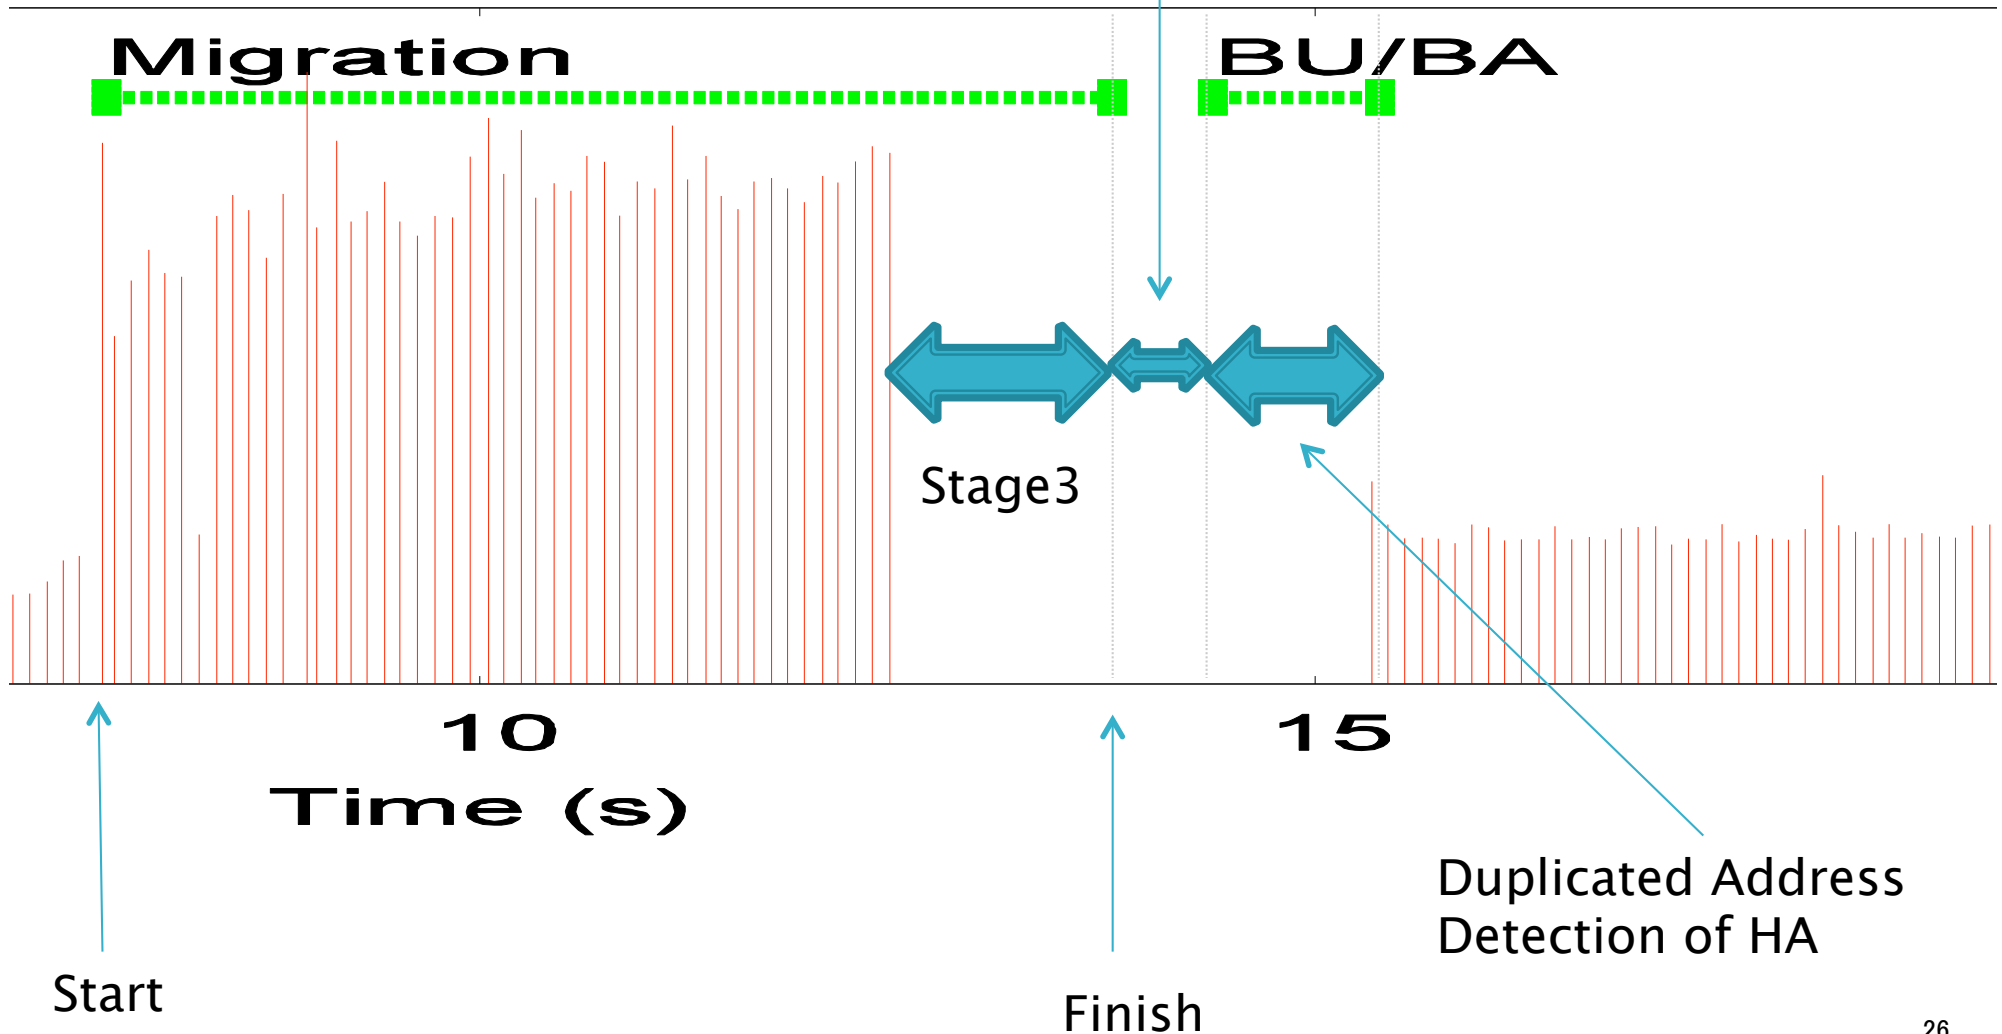 Migration
BU/BA
Stage3
10
15
Time (s)
Duplicated Address
Detection of HA
Start
Finish
26